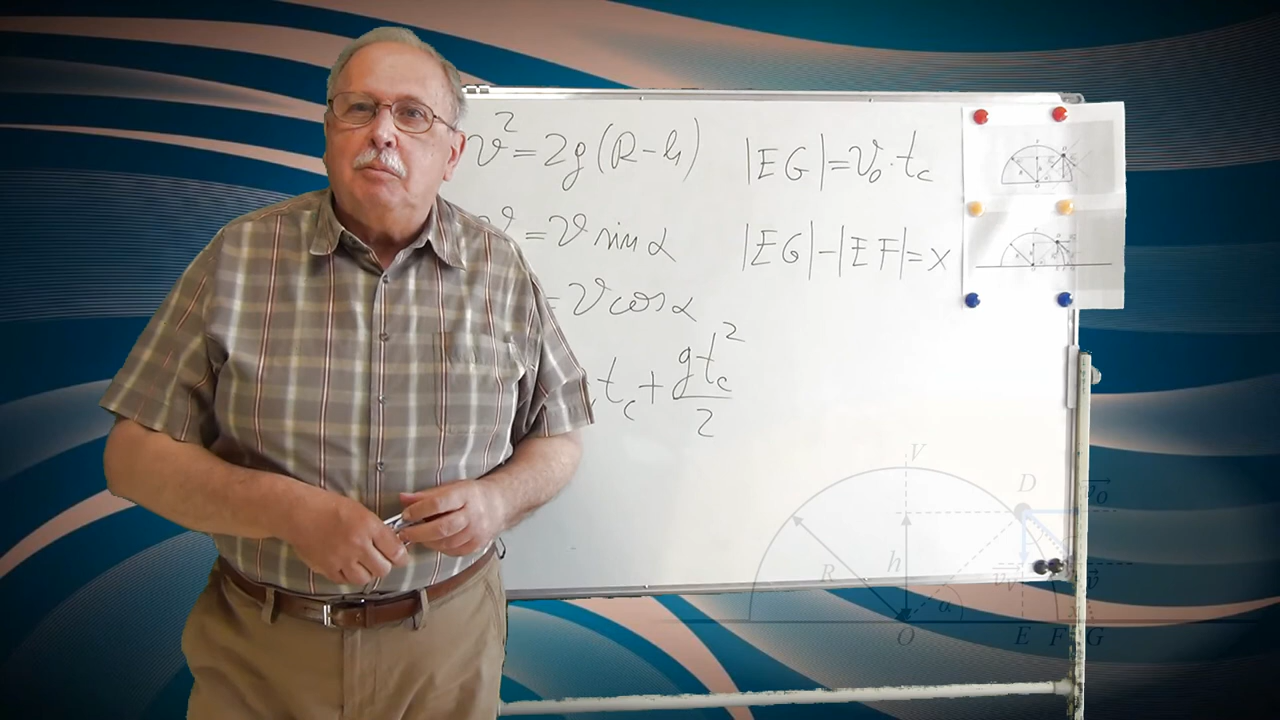 v² = 2g(R-h)
= v sin α
= v cos α
t_c + gt_c²/2
|EG| = v₀·t_c
|EG|-|EF| = x
V
D
v₀
R
h
α
v
O
E F G